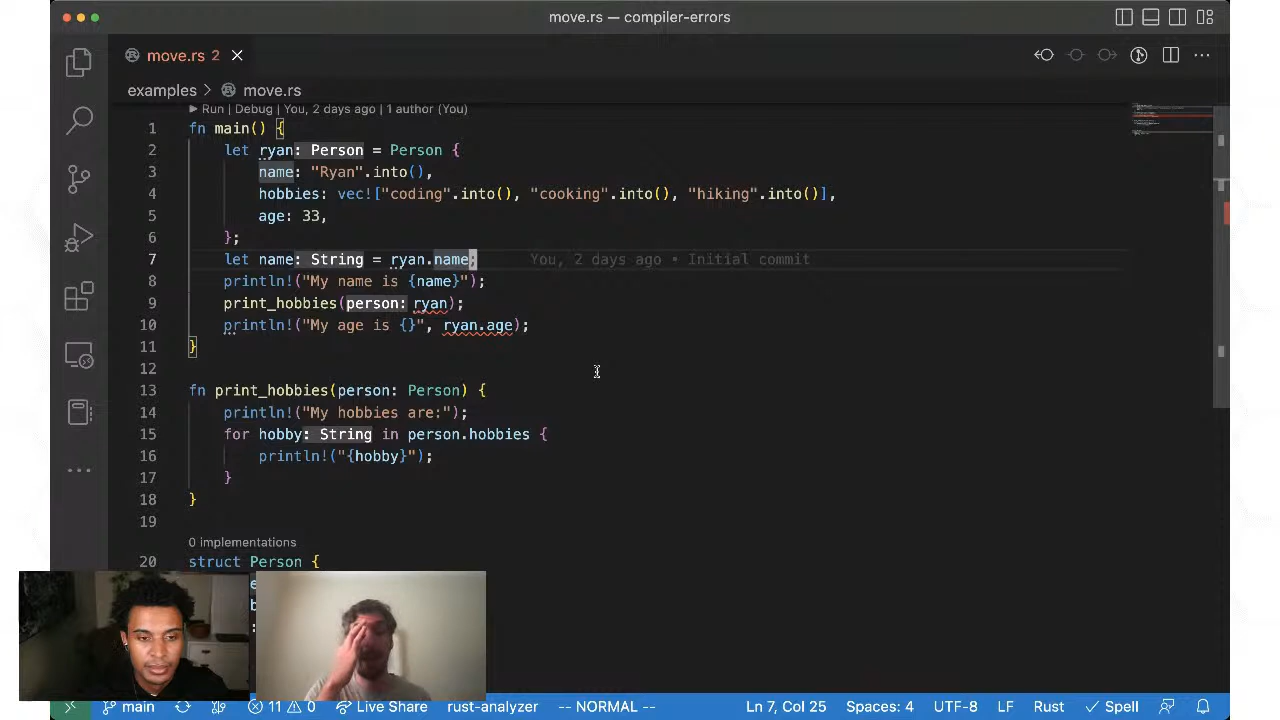 move.rs — compiler-errors
move.rs 2
examples > move.rs
Run | Debug | You, 2 days ago | 1 author (You)
1 fn main() {
2 let ryan: Person = Person {
3 name: "Ryan".into(),
4 hobbies: vec!["coding".into(), "cooking".into(), "hiking".into()],
5 age: 33,
6 };
7 let name: String = ryan.name; You, 2 days ago • Initial commit
8 println!("My name is {name}");
9 print_hobbies(person: ryan);
10 println!("My age is {}", ryan.age);
11 }
12
13 fn print_hobbies(person: Person) {
14 println!("My hobbies are:");
15 for hobby: String in person.hobbies {
16 println!("{hobby}");
17 }
18 }
19
0 implementations
20 struct Person {
main 11 0 Live Share rust-analyzer -- NORMAL -- Ln 7, Col 25 Spaces: 4 UTF-8 LF Rust Spell